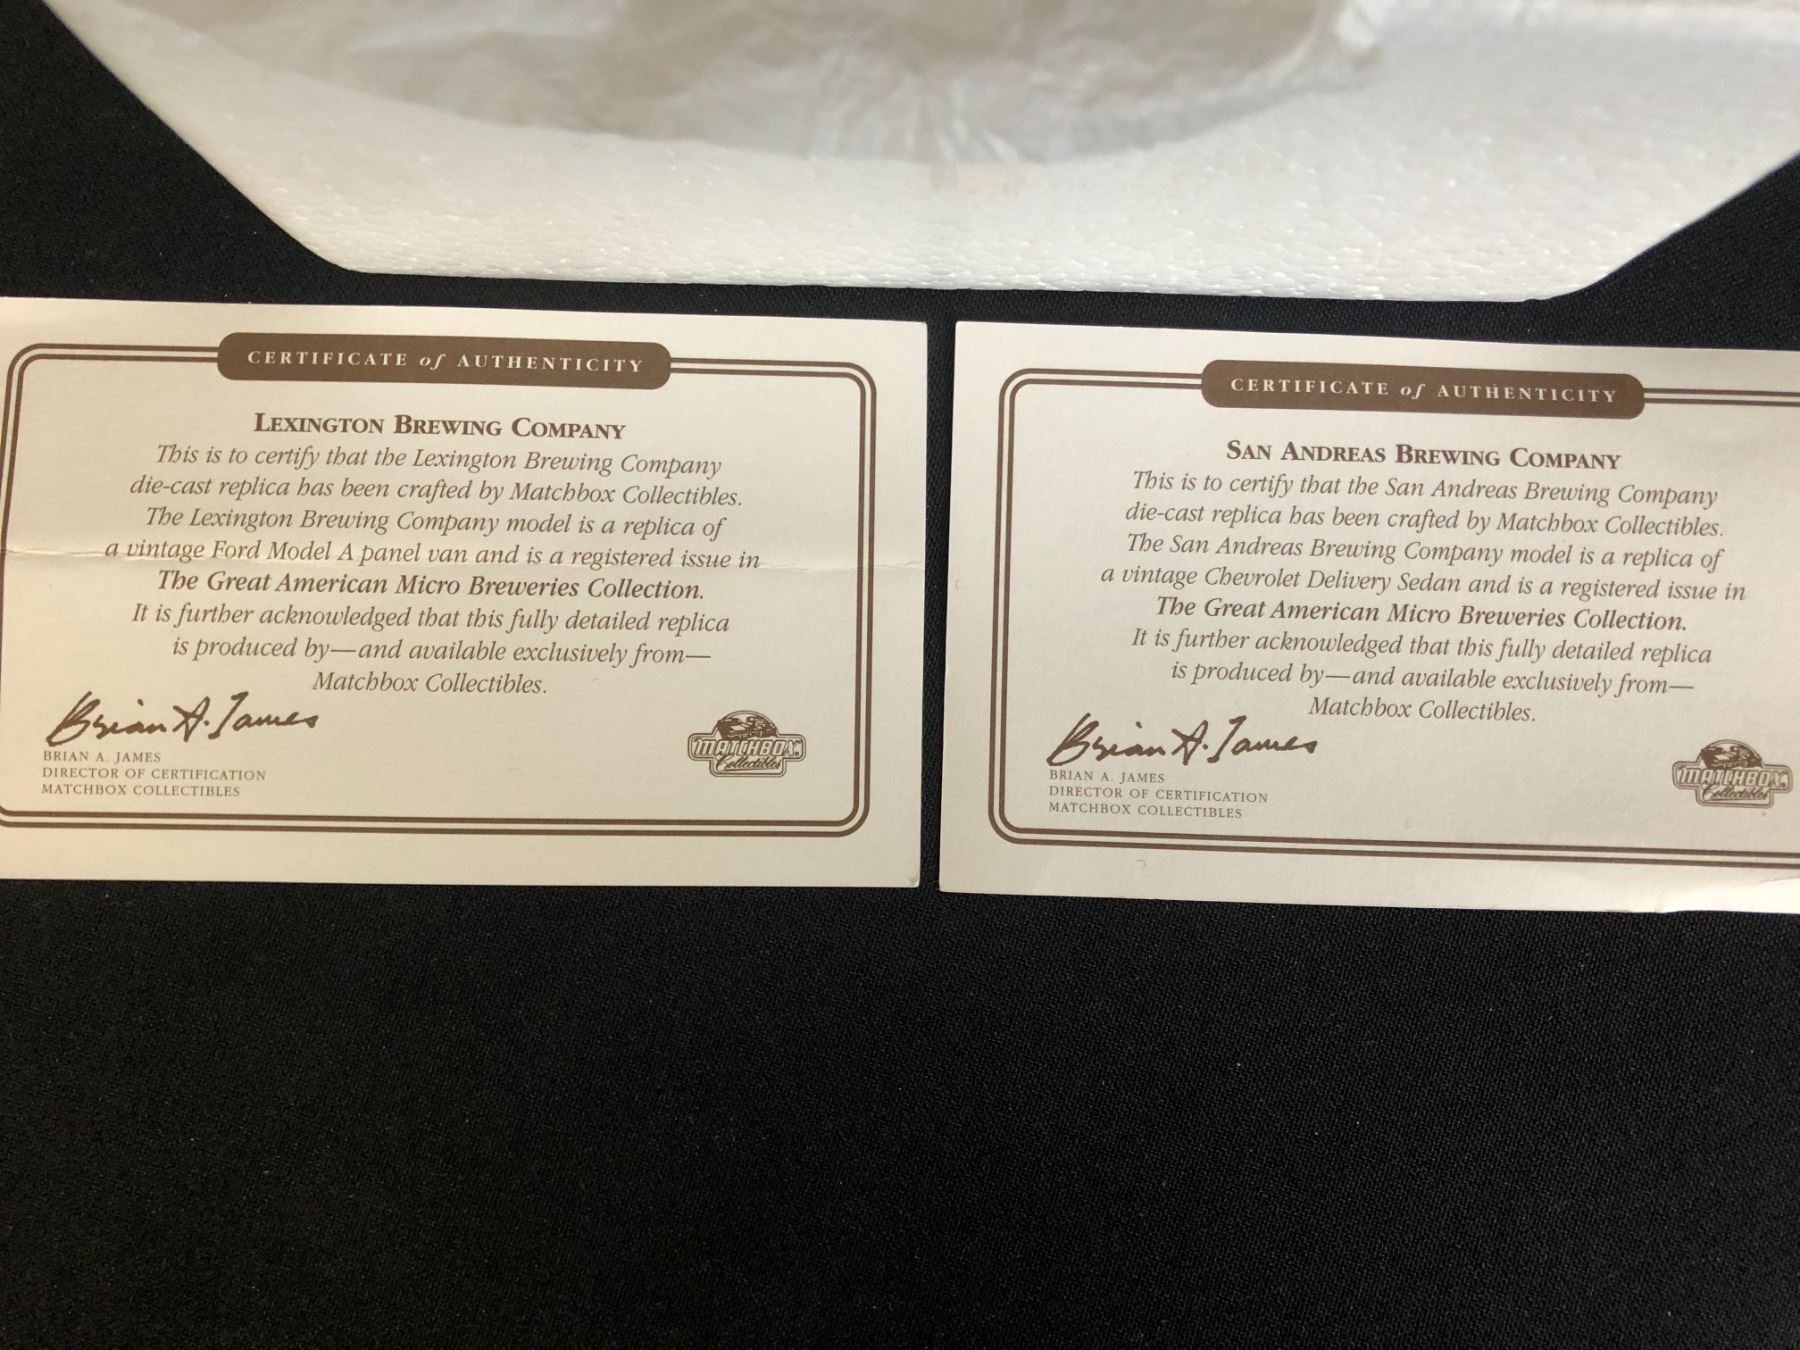 CERTIFICATE of AUTHENTICITY
LEXINGTON BREWING COMPANY
This is to certify that the Lexington Brewing Company
die-cast replica has been crafted by Matchbox Collectibles.
The Lexington Brewing Company model is a replica of
a vintage Ford Model A panel van and is a registered issue in
The Great American Micro Breweries Collection.
It is further acknowledged that this fully detailed replica
is produced by—and available exclusively from—
Matchbox Collectibles.
Brian A. James
BRIAN A. JAMES
DIRECTOR OF CERTIFICATION
MATCHBOX COLLECTIBLES
MATCHBOX
Collectibles
CERTIFICATE of AUTHENTICITY
SAN ANDREAS BREWING COMPANY
This is to certify that the San Andreas Brewing Company
die-cast replica has been crafted by Matchbox Collectibles.
The San Andreas Brewing Company model is a replica of
a vintage Chevrolet Delivery Sedan and is a registered issue in
The Great American Micro Breweries Collection.
It is further acknowledged that this fully detailed replica
is produced by—and available exclusively from—
Matchbox Collectibles.
Brian A. James
BRIAN A. JAMES
DIRECTOR OF CERTIFICATION
MATCHBOX COLLECTIBLES
MATCHBOX
Collectibles